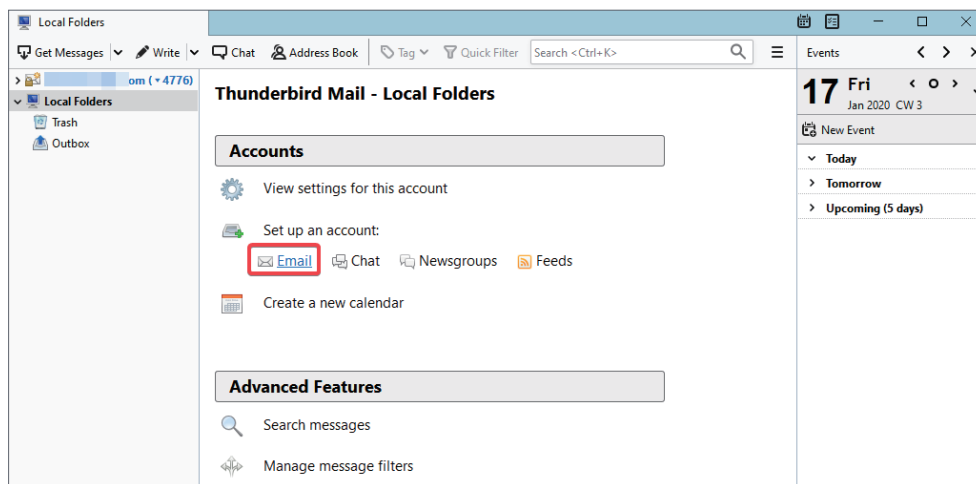 Local Folders
Get Messages Write Chat Address Book Tag Quick Filter Search <Ctrl+K> Events
om (•4776)
Local Folders
Trash
Outbox
Thunderbird Mail - Local Folders
Accounts
View settings for this account
Set up an account:
Email Chat Newsgroups Feeds
Create a new calendar
Advanced Features
Search messages
Manage message filters
17 Fri
Jan 2020 CW 3
New Event
Today
Tomorrow
Upcoming (5 days)